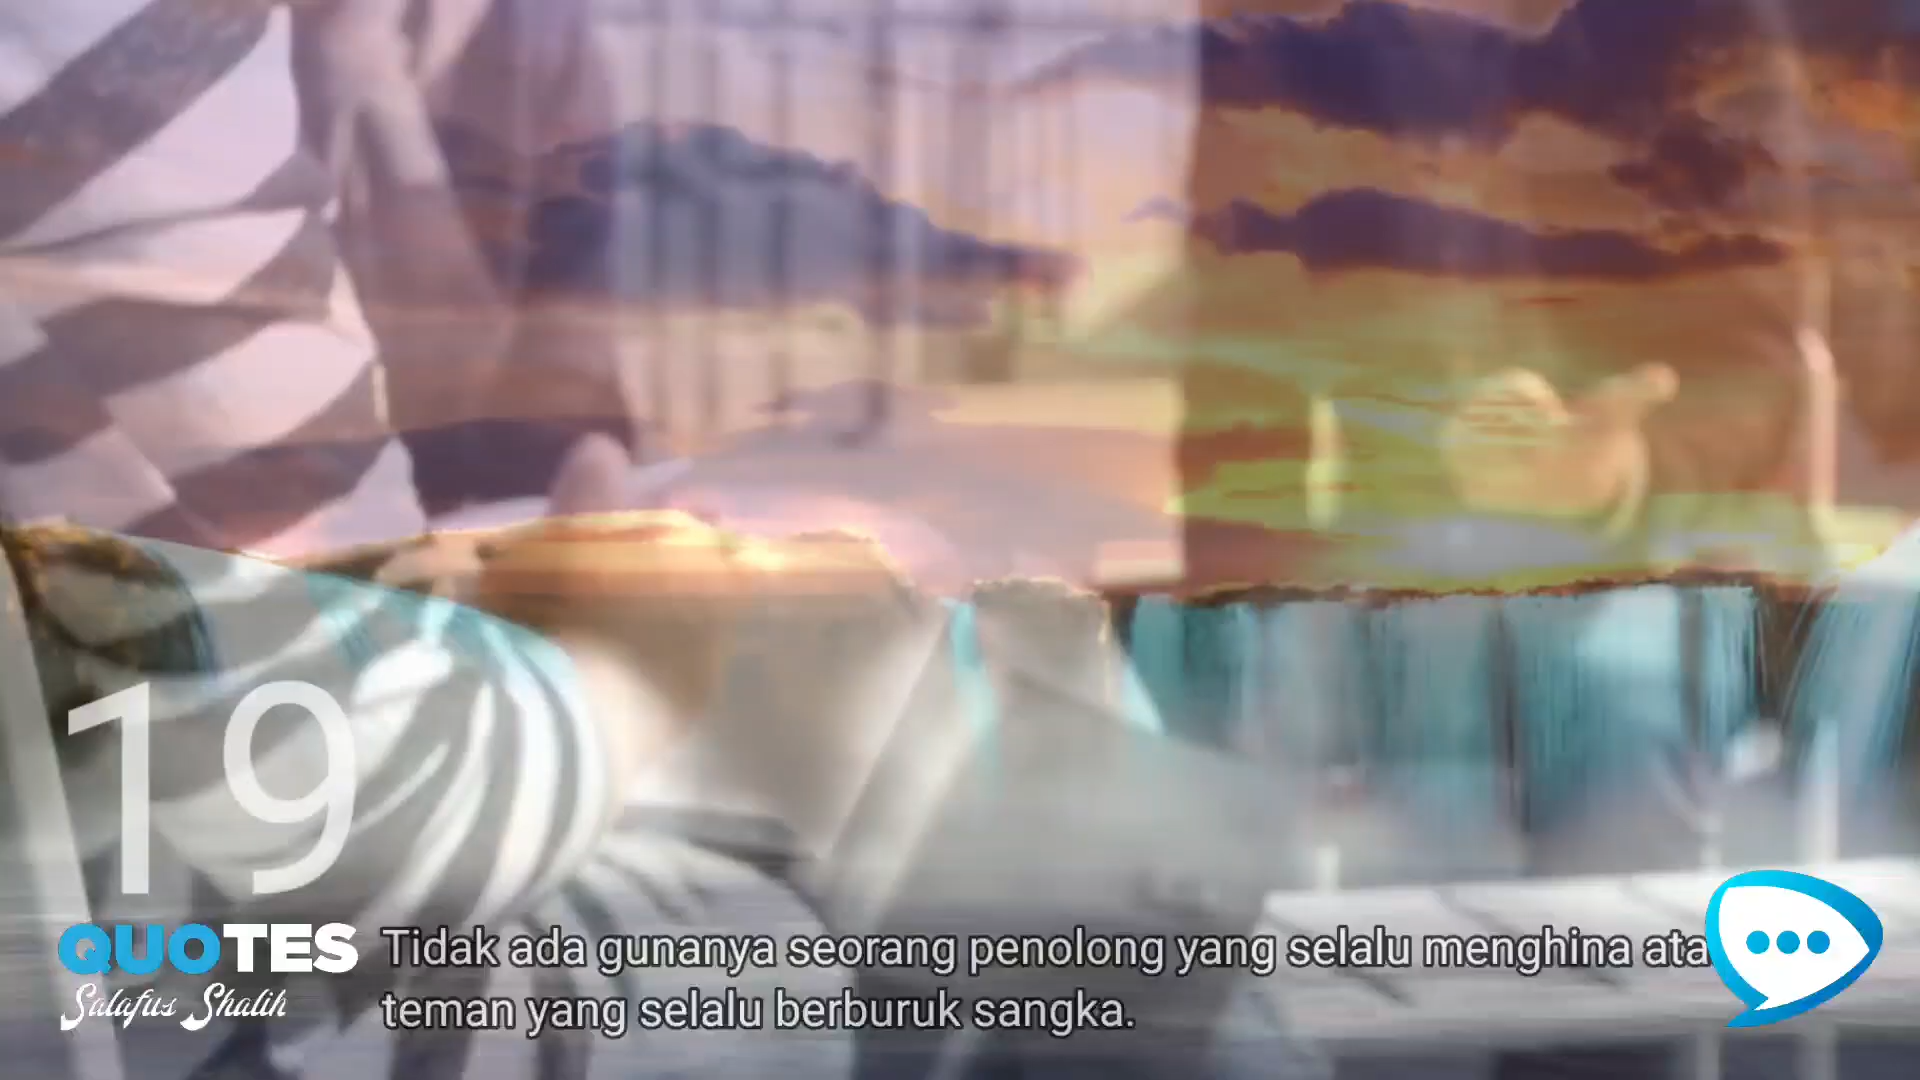 19
QUOTES
Salafus Shalih
Tidak ada gunanya seorang penolong yang selalu menghina ata
teman yang selalu berburuk sangka.